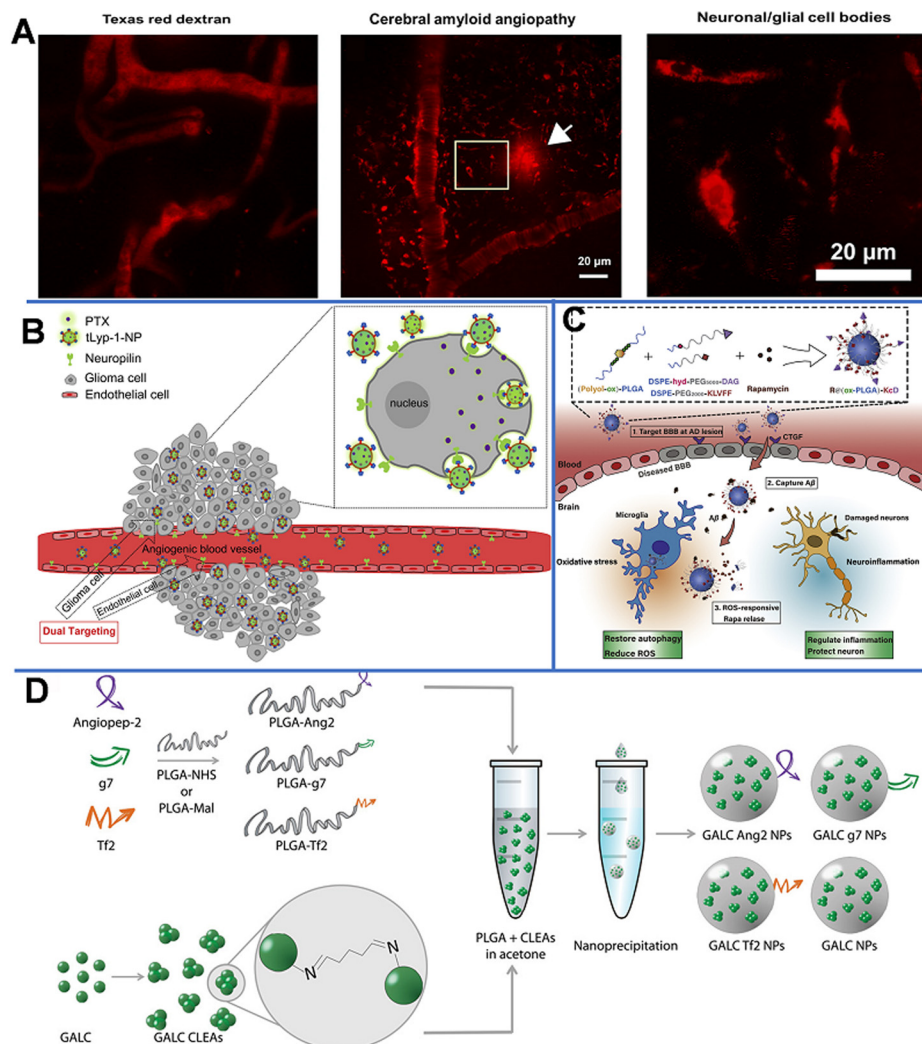 A
Texas red dextran
Cerebral amyloid angiopathy
Neuronal/glial cell bodies
20 µm
20 µm
B
PTX
tLyp-1-NP
Neuropilin
Glioma cell
Endothelial cell
nucleus
Angiogenic blood vessel
Glioma cell
Endothelial cell
Dual Targeting
C
(Polyol-ox)-PLGA
DSPE-hyd-PEG5000-DAG
DSPE-PEG2000-KLVFF
Rapamycin
R@(ox-PLGA)-KcD
1. Target BBB at AD lesion
CTGF
Blood
Diseased BBB
Brain
2. Capture Aβ
Microglia
Aβ
Damaged neurons
Oxidative stress
Neuroinflammation
3. ROS-responsive
Rapa relase
Restore autophagy
Reduce ROS
Regulate inflammation
Protect neuron
D
Angiopep-2
g7
Tf2
PLGA-NHS
or
PLGA-Mal
PLGA-Ang2
PLGA-g7
PLGA-Tf2
GALC
GALC CLEAs
N
N
PLGA + CLEAs
in acetone
Nanoprecipitation
GALC Ang2 NPs
GALC g7 NPs
GALC Tf2 NPs
GALC NPs